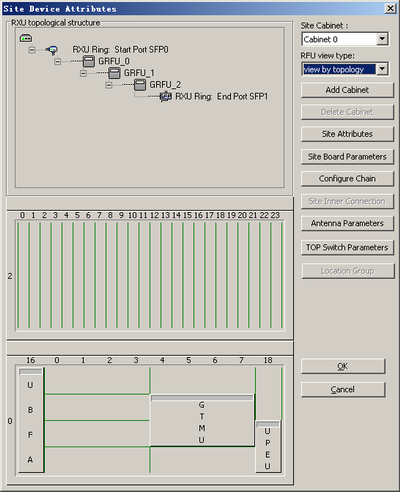 Site Device Attributes
RXU topological structure
RXU Ring: Start Port SFP0
GRFU_0
GRFU_1
GRFU_2
RXU Ring: End Port SFP1
Site Cabinet :
Cabinet 0
RFU view type:
view by topology
Add Cabinet
Delete Cabinet
Site Attributes
Site Board Parameters
Configure Chain
Site Inner Connection
Antenna Parameters
TOP Switch Parameters
Location Group
0 1 2 3 4 5 6 7 8 9 10 11 12 13 14 15 16 17 18 19 20 21 22 23
2
16 0 1 2 3 4 5 6 7 18
0
U
B
F
A
G
T
M
U
U
P
E
U
OK
Cancel